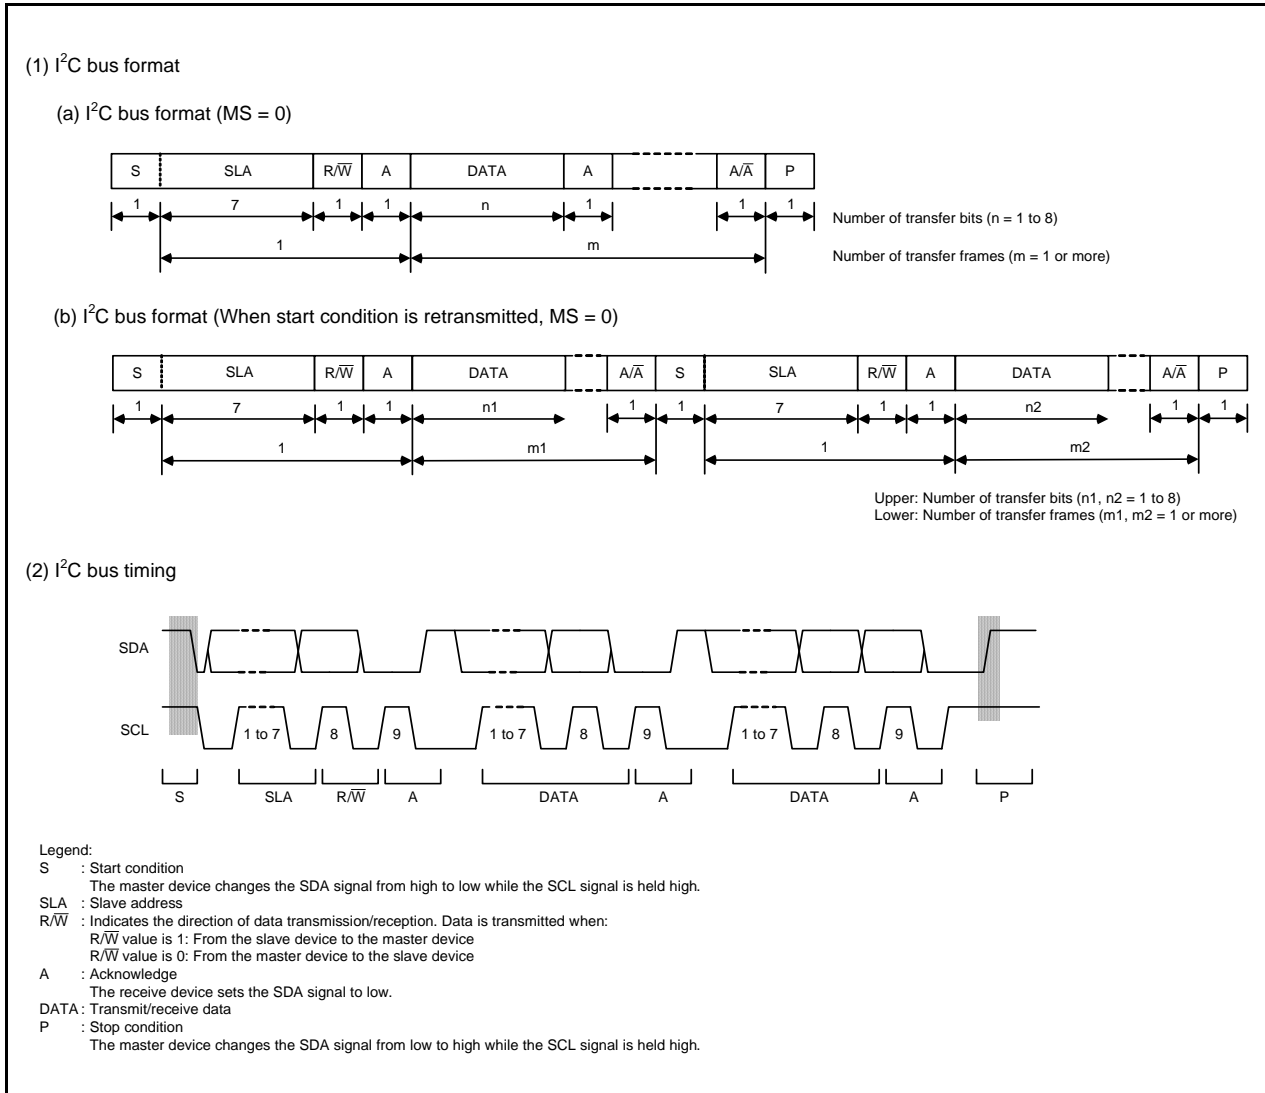 (1) I²C bus format
(a) I²C bus format (MS = 0)
S SLA R/W̅ A DATA A A/A̅ P
1 7 1 1 n 1 1 1
Number of transfer bits (n = 1 to 8)
1 m
Number of transfer frames (m = 1 or more)
(b) I²C bus format (When start condition is retransmitted, MS = 0)
S SLA R/W̅ A DATA A/A̅ S SLA R/W̅ A DATA A/A̅ P
1 7 1 1 n1 1 1 7 1 1 n2 1 1
1 m1 1 m2
Upper: Number of transfer bits (n1, n2 = 1 to 8)
Lower: Number of transfer frames (m1, m2 = 1 or more)
(2) I²C bus timing
SDA
SCL 1 to 7 8 9 1 to 7 8 9 1 to 7 8 9
S SLA R/W̅ A DATA A DATA A P
Legend:
S : Start condition
The master device changes the SDA signal from high to low while the SCL signal is held high.
SLA : Slave address
R/W̅ : Indicates the direction of data transmission/reception. Data is transmitted when:
R/W̅ value is 1: From the slave device to the master device
R/W̅ value is 0: From the master device to the slave device
A : Acknowledge
The receive device sets the SDA signal to low.
DATA : Transmit/receive data
P : Stop condition
The master device changes the SDA signal from low to high while the SCL signal is held high.